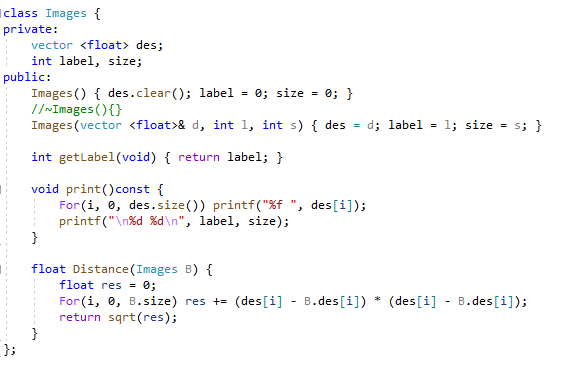 class Images {
private:
    vector <float> des;
    int label, size;
public:
    Images() { des.clear(); label = 0; size = 0; }
    //~Images(){}
    Images(vector <float>& d, int l, int s) { des = d; label = l; size = s; }
    int getLabel(void) { return label; }
    void print()const {
        For(i, 0, des.size()) printf("%f ", des[i]);
        printf("\n%d %d\n", label, size);
    }
    float Distance(Images B) {
        float res = 0;
        For(i, 0, B.size) res += (des[i] - B.des[i]) * (des[i] - B.des[i]);
        return sqrt(res);
    }
};